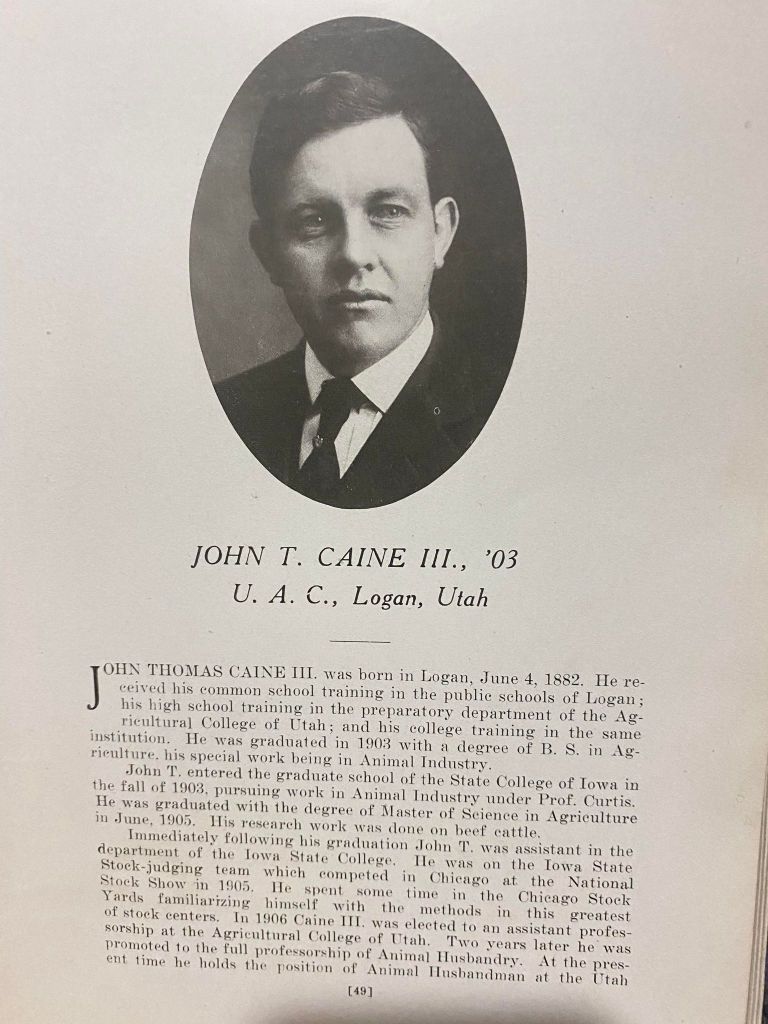 JOHN T. CAINE III., '03
U. A. C., Logan, Utah
JOHN THOMAS CAINE III. was born in Logan, June 4, 1882. He re-
ceived his common school training in the public schools of Logan;
his high school training in the preparatory department of the Ag-
ricultural College of Utah; and his college training in the same
institution. He was graduated in 1903 with a degree of B. S. in Ag-
riculture, his special work being in Animal Industry.
John T. entered the graduate school of the State College of Iowa in
the fall of 1903, pursuing work in Animal Industry under Prof. Curtis.
He was graduated with the degree of Master of Science in Agriculture
in June, 1905. His research work was done on beef cattle.
Immediately following his graduation John T. was assistant in the
department of the Iowa State College. He was on the Iowa State
Stock-judging team which competed in Chicago at the National
Stock Show in 1905. He spent some time in the Chicago Stock
Yards familiarizing himself with the methods in this greatest
of stock centers. In 1906 Caine III. was elected to an assistant profes-
sorship at the Agricultural College of Utah. Two years later he was
promoted to the full professorship of Animal Husbandry. At the pres-
ent time he holds the position of Animal Husbandman at the Utah
[49]